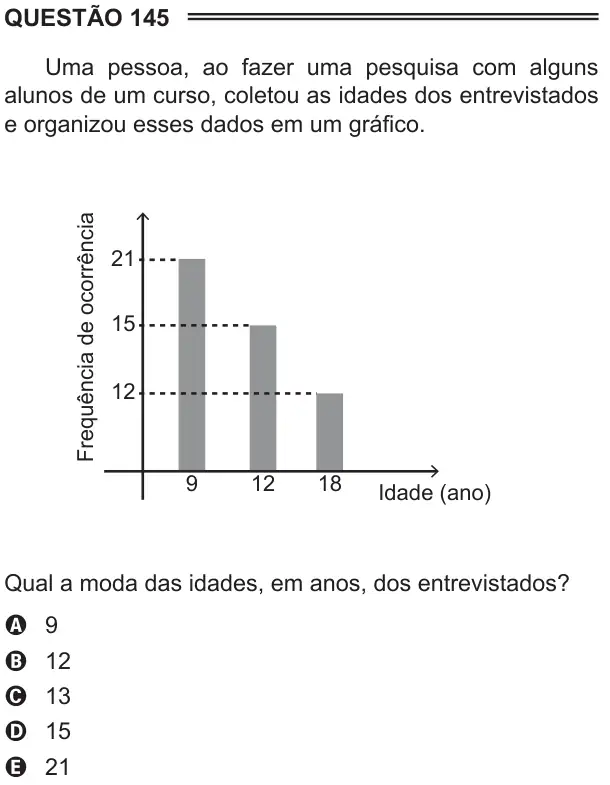 QUESTÃO 145
Uma pessoa, ao fazer uma pesquisa com alguns
alunos de um curso, coletou as idades dos entrevistados
e organizou esses dados em um gráfico.
Frequência de ocorrência
21
15
12
9 12 18
Idade (ano)
Qual a moda das idades, em anos, dos entrevistados?
A 9
B 12
C 13
D 15
E 21